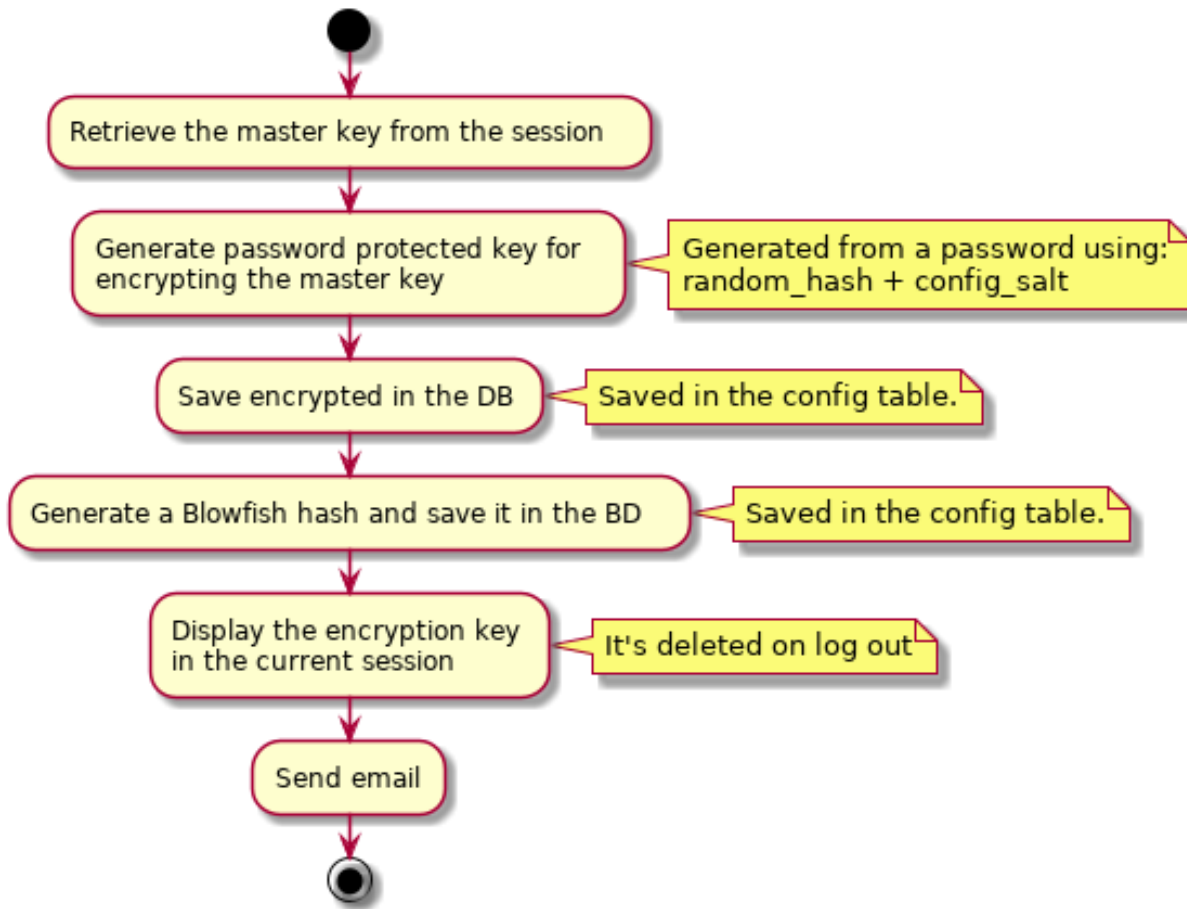 Retrieve the master key from the session
Generate password protected key for
encrypting the master key
Generated from a password using:
random_hash + config_salt
Save encrypted in the DB
Saved in the config table.
Generate a Blowfish hash and save it in the BD
Saved in the config table.
Display the encryption key
in the current session
It's deleted on log out
Send email